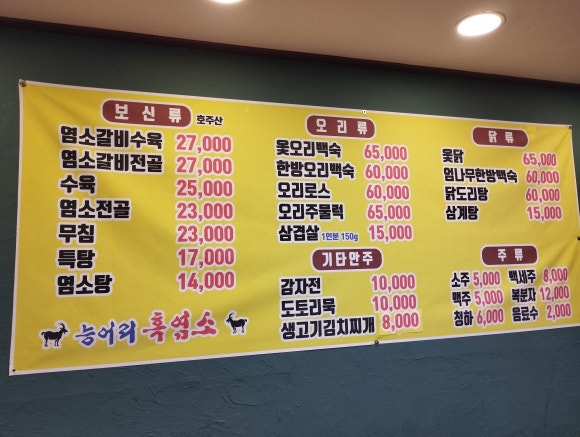 보신류 호주산
염소갈비수육 27,000
염소갈비전골 27,000
수육 25,000
염소전골 23,000
무침 23,000
특탕 17,000
염소탕 14,000
능어리 흑염소
오리류
옻오리백숙 65,000
한방오리백숙 60,000
오리로스 60,000
오리주물럭 65,000
삼겹살 1인분 150g 15,000
기타안주
감자전 10,000
도토리묵 10,000
생고기김치찌개 8,000
닭류
옻닭 65,000
엄나무한방백숙 60,000
닭도리탕 60,000
삼계탕 15,000
주류
소주 5,000 백세주 8,000
맥주 5,000 복분자 12,000
청하 6,000 음료수 2,000